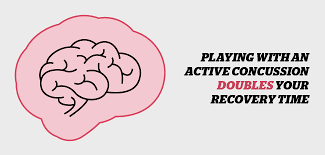 PLAYING WITH AN
ACTIVE CONCUSSION
DOUBLES YOUR
RECOVERY TIME